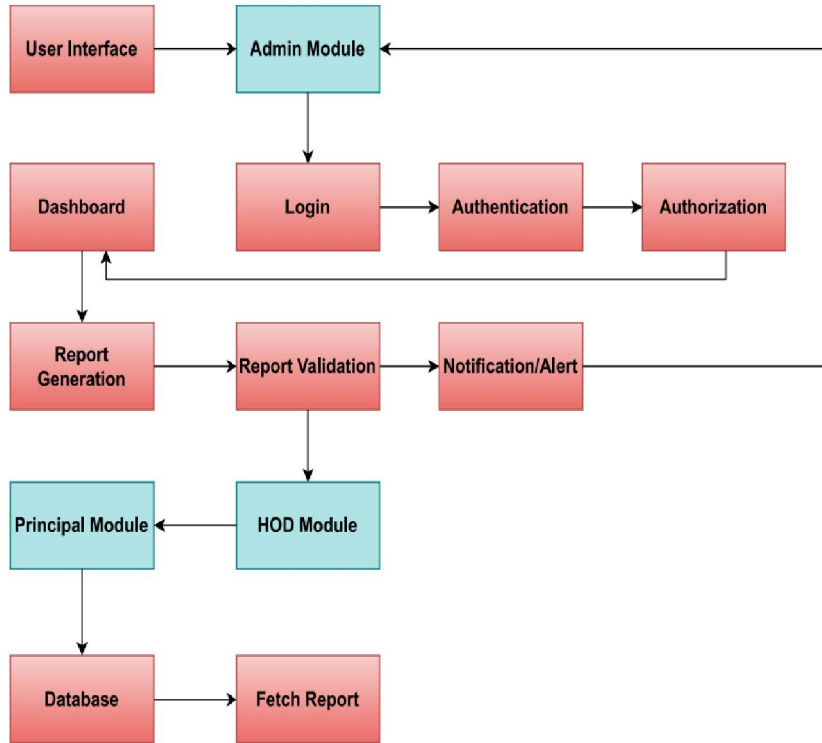 User Interface
Admin Module
Dashboard
Login
Authentication
Authorization
Report
Generation
Report Validation
Notification/Alert
Principal Module
HOD Module
Database
Fetch Report